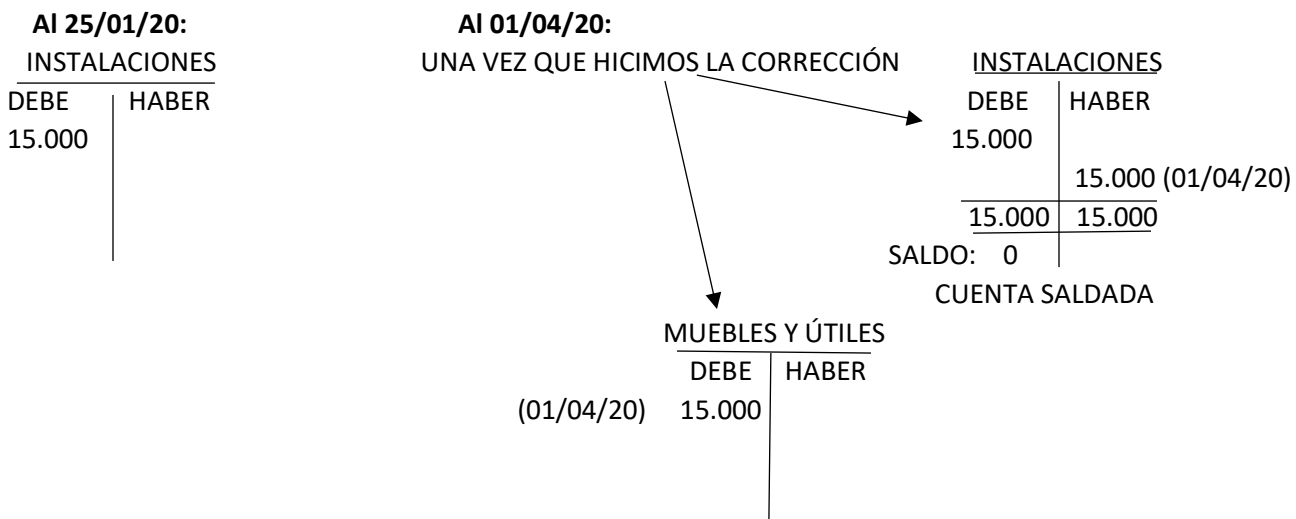 Al 25/01/20:
INSTALACIONES
DEBE HABER
15.000
Al 01/04/20:
UNA VEZ QUE HICIMOS LA CORRECCIÓN
INSTALACIONES
DEBE HABER
15.000
15.000 (01/04/20)
15.000 15.000
SALDO: 0
CUENTA SALDADA
MUEBLES Y ÚTILES
DEBE HABER
(01/04/20) 15.000